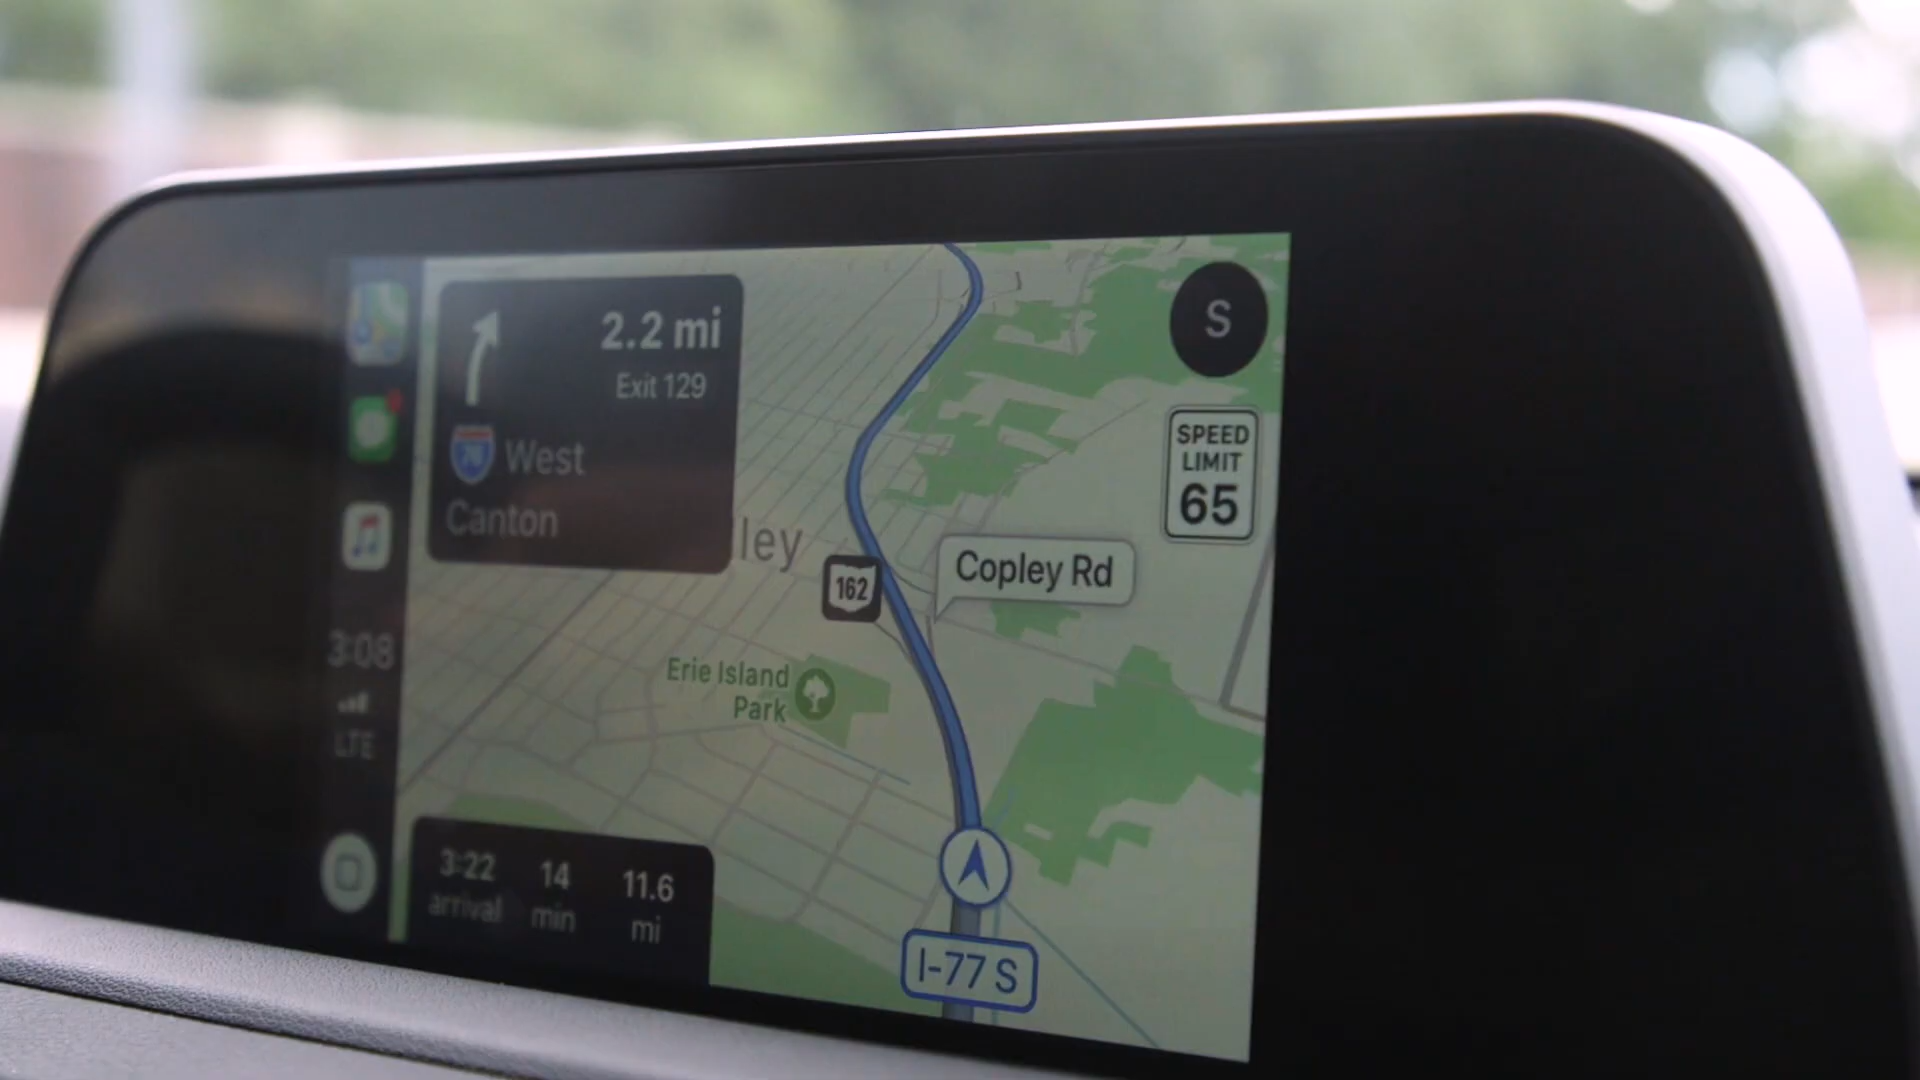 2.2 mi
Exit 129
West
Canton
S
SPEED
LIMIT
65
ley
Copley Rd
162
Erie Island
Park
3:08
LTE
3:22 14 11.6
arrival min mi
I-77 S